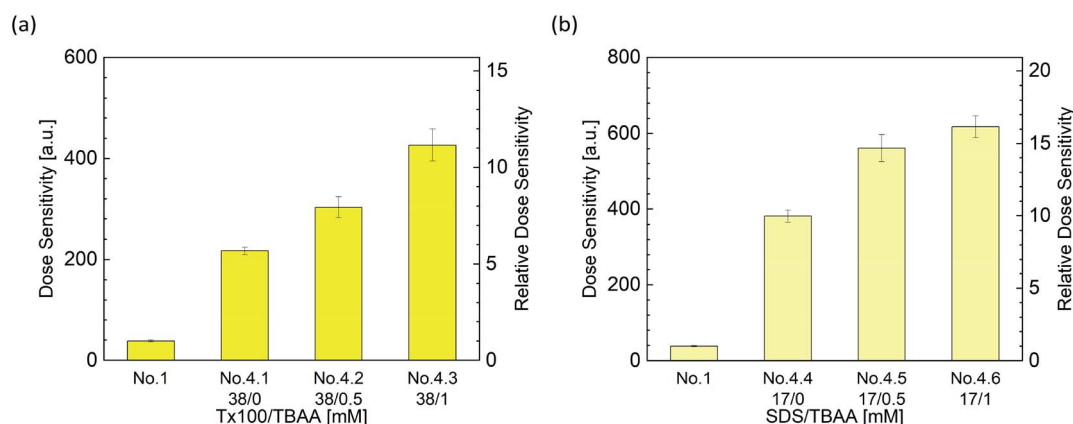 (a)
600
400
200
0
Dose Sensitivity [a.u.]
15
10
5
0
Relative Dose Sensitivity
No.1 No.4.1 No.4.2 No.4.3
38/0 38/0.5 38/1
Tx100/TBAA [mM]
(b)
800
600
400
200
0
Dose Sensitivity [a.u.]
20
15
10
5
0
Relative Dose Sensitivity
No.1 No.4.4 No.4.5 No.4.6
17/0 17/0.5 17/1
SDS/TBAA [mM]